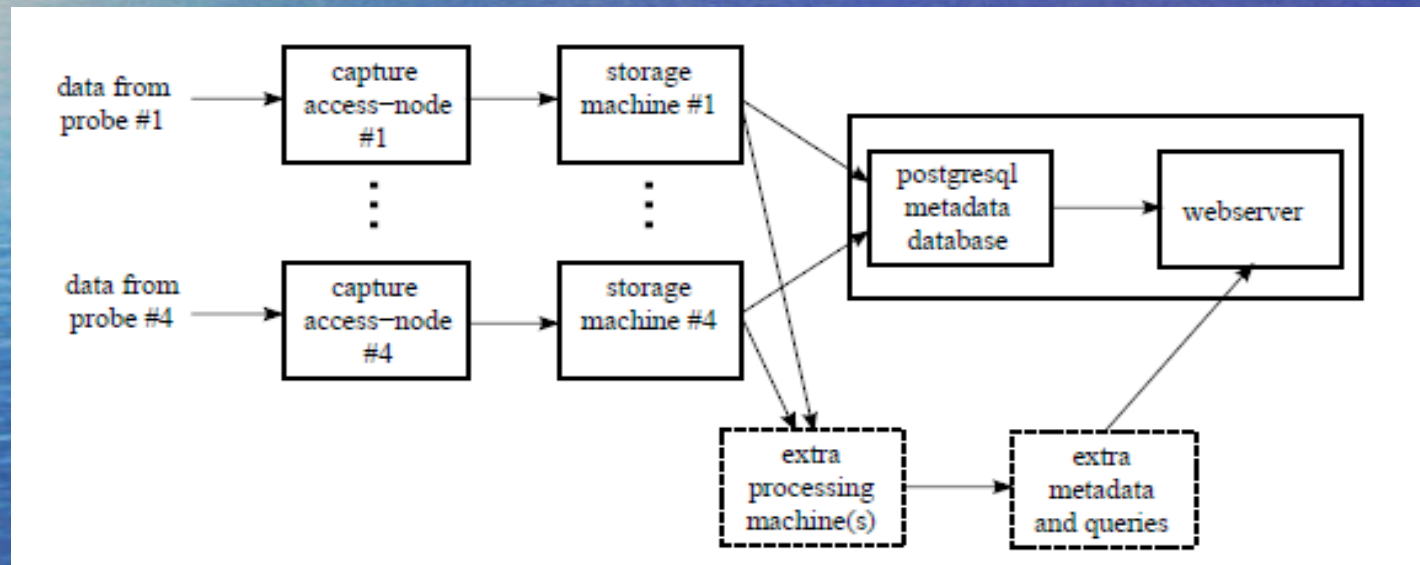 data from
probe #1
capture
access−node
#1
storage
machine #1
postgresql
metadata
database
webserver
data from
probe #4
capture
access−node
#4
storage
machine #4
extra
processing
machine(s)
extra
metadata
and queries